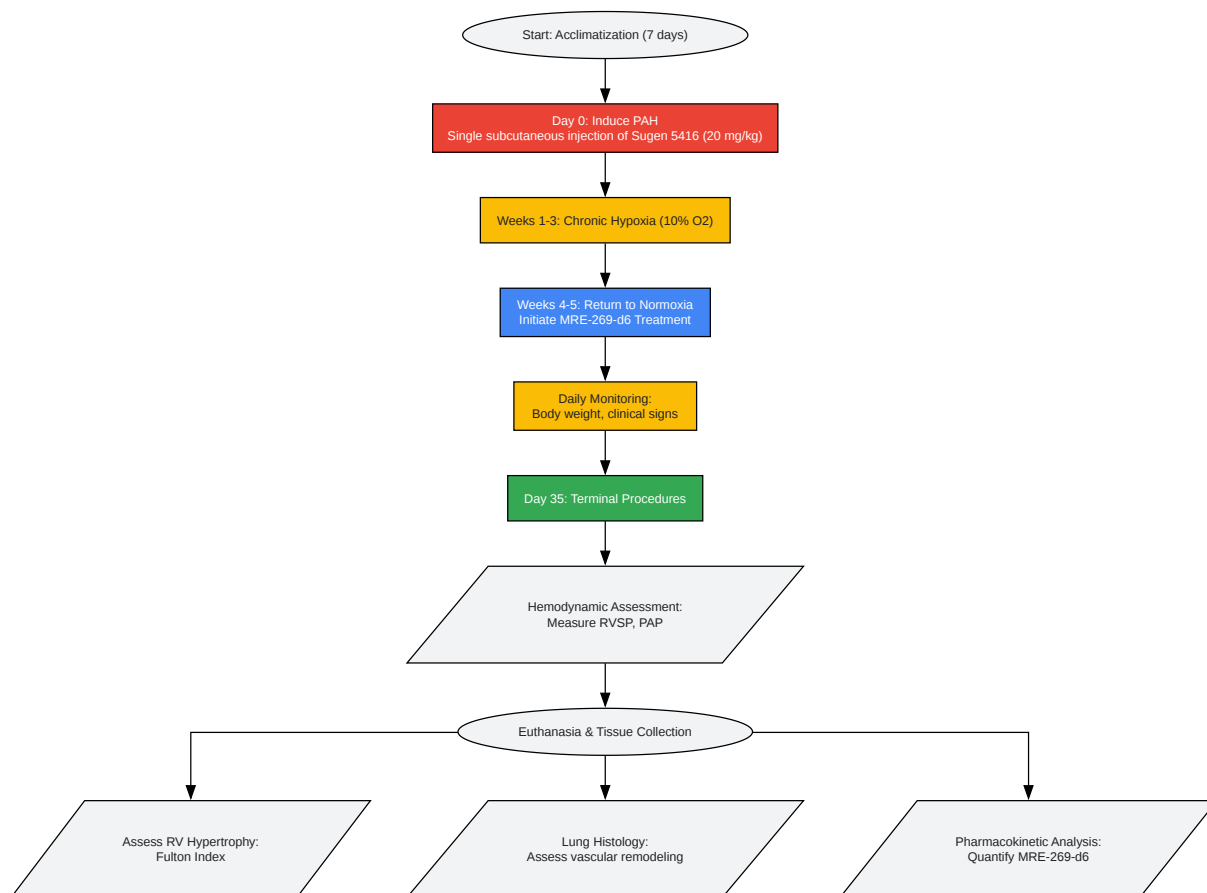 Start: Acclimatization (7 days)
Day 0: Induce PAH
Single subcutaneous injection of Sugen 5416 (20 mg/kg)
Weeks 1-3: Chronic Hypoxia (10% O2)
Weeks 4-5: Return to Normoxia
Initiate MRE-269-d6 Treatment
Daily Monitoring:
Body weight, clinical signs
Day 35: Terminal Procedures
Hemodynamic Assessment:
Measure RVSP, PAP
Euthanasia & Tissue Collection
Assess RV Hypertrophy:
Fulton Index
Lung Histology:
Assess vascular remodeling
Pharmacokinetic Analysis:
Quantify MRE-269-d6